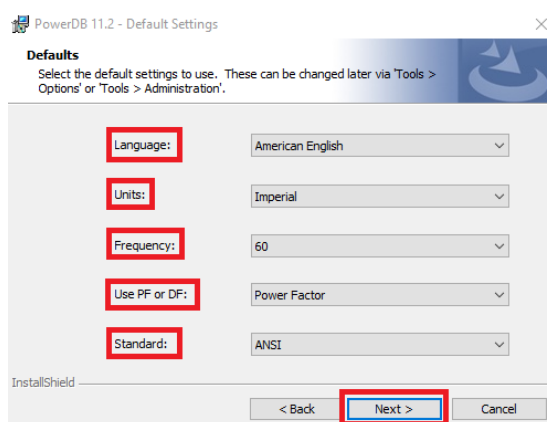 PowerDB 11.2 - Default Settings
Defaults
Select the default settings to use. These can be changed later via 'Tools >
Options' or 'Tools > Administration'.
Language: American English
Units: Imperial
Frequency: 60
Use PF or DF: Power Factor
Standard: ANSI
InstallShield
< Back Next > Cancel